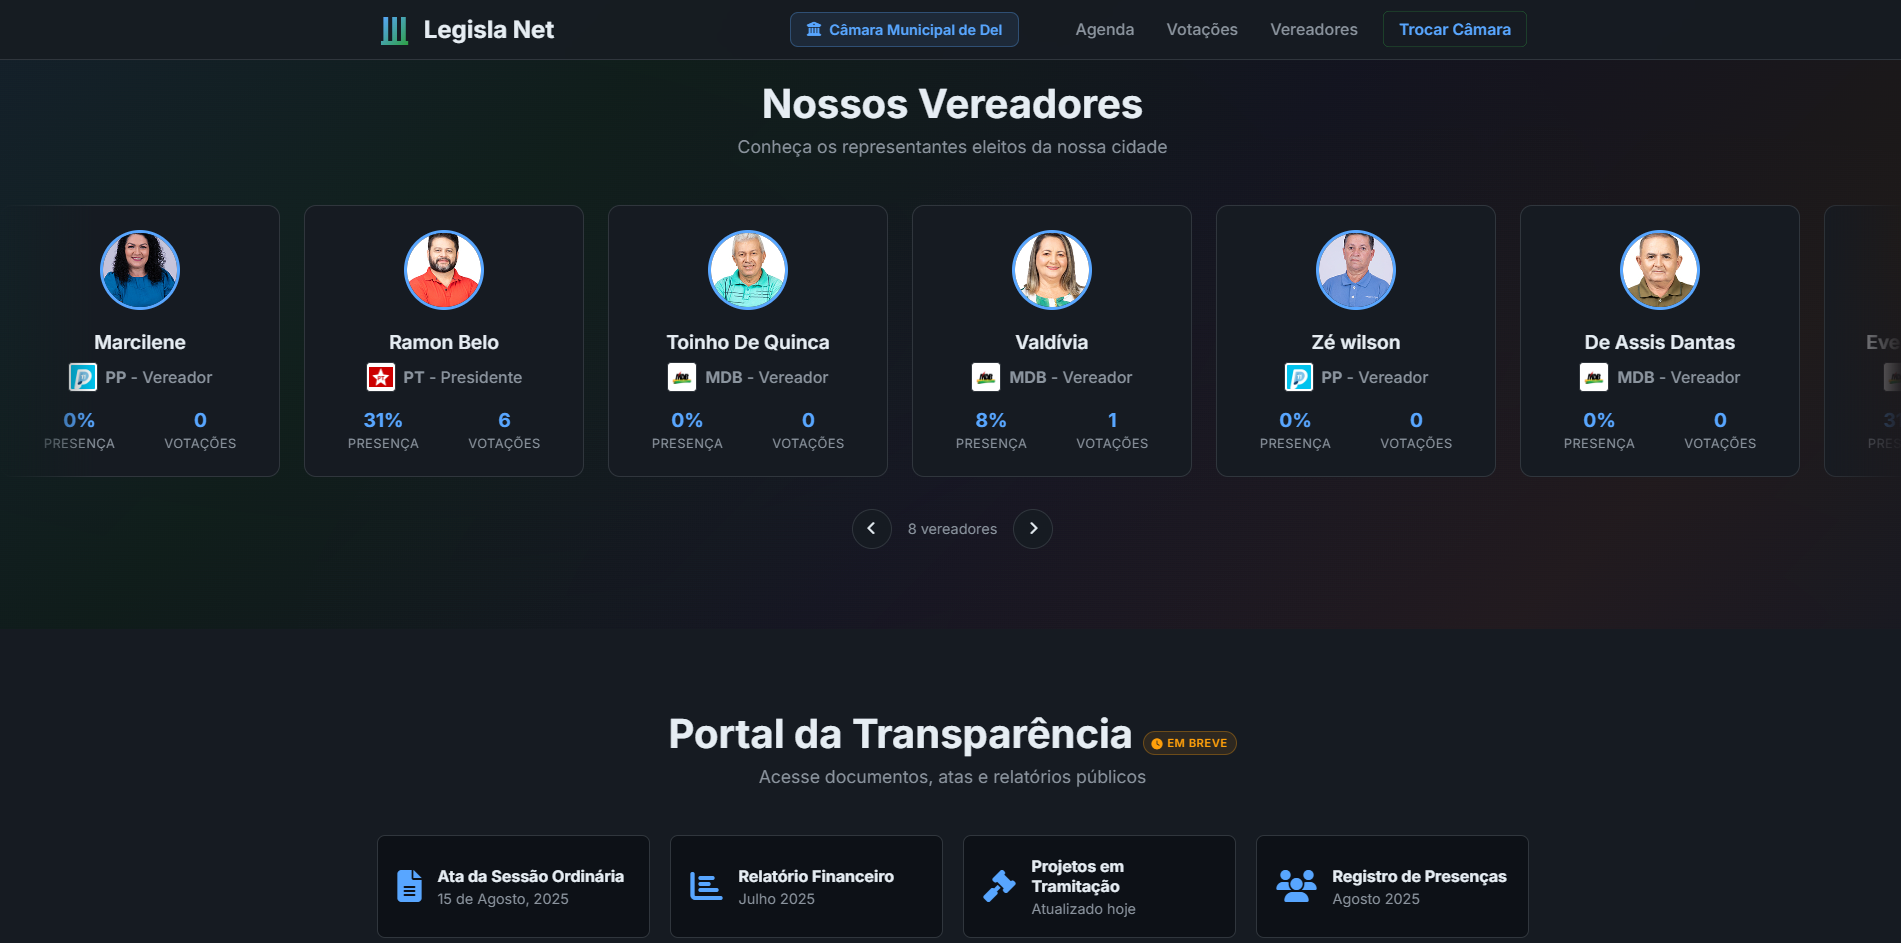 Legisla Net
Câmara Municipal de Del
Agenda
Votações
Vereadores
Trocar Câmara
Nossos Vereadores
Conheça os representantes eleitos da nossa cidade
Marcilene
PP - Vereador
0%
PRESENÇA
0
VOTAÇÕES
Ramon Belo
PT - Presidente
31%
PRESENÇA
6
VOTAÇÕES
Toinho De Quinca
MDB
MDB - Vereador
0%
PRESENÇA
0
VOTAÇÕES
Valdívia
MDB
MDB - Vereador
8%
PRESENÇA
1
VOTAÇÕES
Zé wilson
PP - Vereador
0%
PRESENÇA
0
VOTAÇÕES
De Assis Dantas
MDB
MDB - Vereador
0%
PRESENÇA
0
VOTAÇÕES
Eve
8 vereadores
Portal da Transparência
EM BREVE
Acesse documentos, atas e relatórios públicos
Ata da Sessão Ordinária
15 de Agosto, 2025
Relatório Financeiro
Julho 2025
Projetos em
Tramitação
Atualizado hoje
Registro de Presenças
Agosto 2025